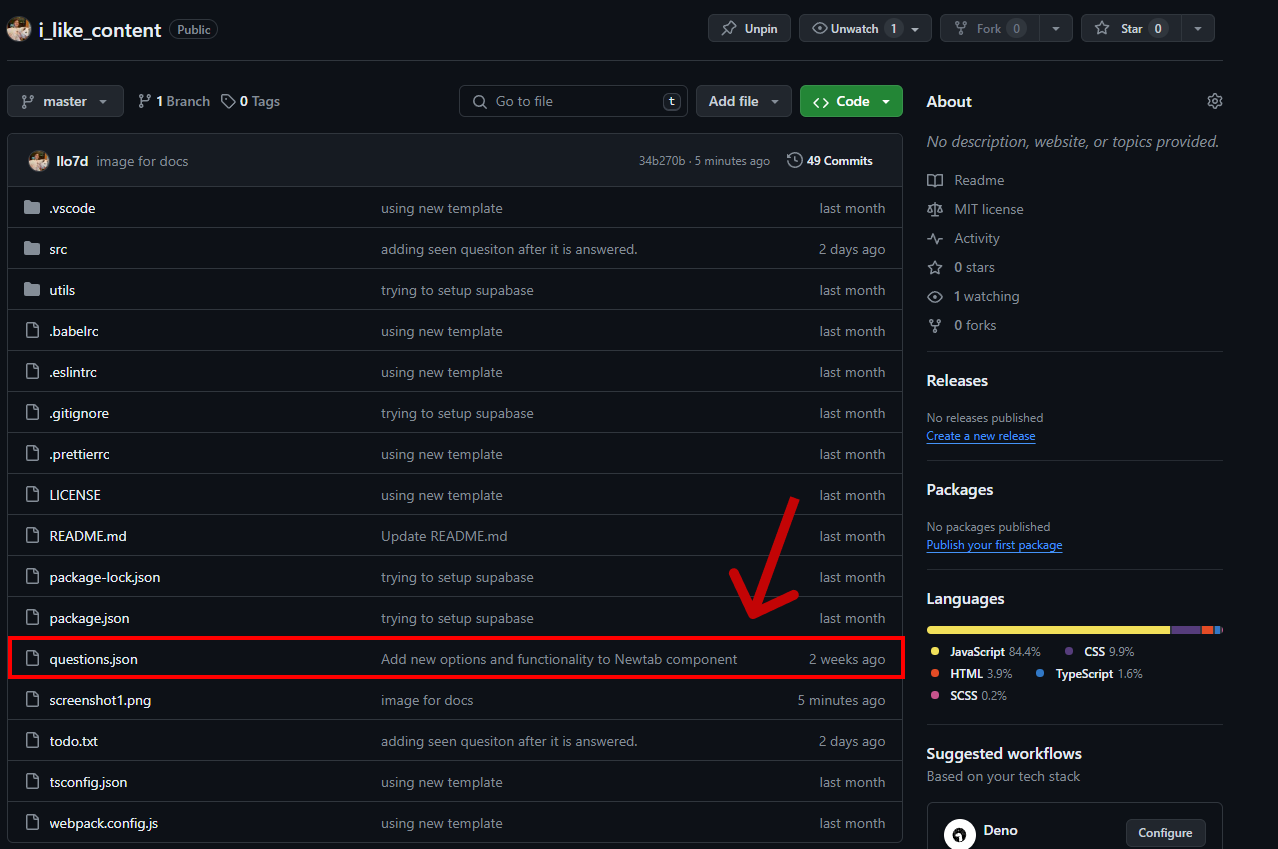 i_like_content Public Unpin Unwatch 1 Fork 0 Star 0
master 1 Branch 0 Tags Go to file t Add file Code
llo7d image for docs 34b270b · 5 minutes ago 49 Commits
.vscode using new template last month
src adding seen quesiton after it is answered. 2 days ago
utils trying to setup supabase last month
.babelrc using new template last month
.eslintrc using new template last month
.gitignore trying to setup supabase last month
.prettierrc using new template last month
LICENSE using new template last month
README.md Update README.md last month
package-lock.json trying to setup supabase last month
package.json trying to setup supabase last month
questions.json Add new options and functionality to Newtab component 2 weeks ago
screenshot1.png image for docs 5 minutes ago
todo.txt adding seen quesiton after it is answered. 2 days ago
tsconfig.json using new template last month
webpack.config.js using new template last month
About
No description, website, or topics provided.
Readme
MIT license
Activity
0 stars
1 watching
0 forks
Releases
No releases published
Create a new release
Packages
No packages published
Publish your first package
Languages
JavaScript 84.4% CSS 9.9%
HTML 3.9% TypeScript 1.6%
SCSS 0.2%
Suggested workflows
Based on your tech stack
Deno Configure